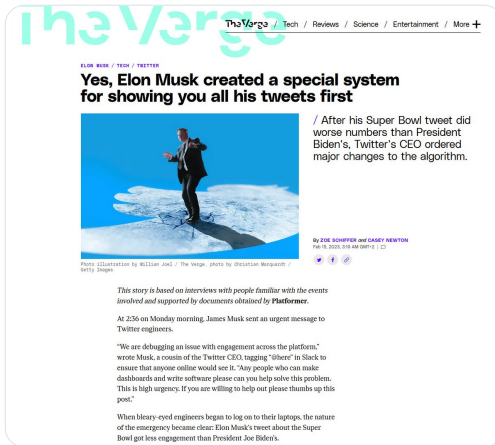 The Verge
The Verge / Tech / Reviews / Science / Entertainment / More +
ELON MUSK / TECH / TWITTER
Yes, Elon Musk created a special system
for showing you all his tweets first
/ After his Super Bowl tweet did
worse numbers than President
Biden's, Twitter's CEO ordered
major changes to the algorithm.
By ZOE SCHIFFER and CASEY NEWTON
Feb 15, 2023, 3:10 AM GMT+2 |
Photo illustration by William Joel / The Verge, photo by Christian Marquardt /
Getty Images
This story is based on interviews with people familiar with the events
involved and supported by documents obtained by Platformer.
At 2:36 on Monday morning, James Musk sent an urgent message to
Twitter engineers.
“We are debugging an issue with engagement across the platform,”
wrote Musk, a cousin of the Twitter CEO, tagging “@here” in Slack to
ensure that anyone online would see it. “Any people who can make
dashboards and write software please can you help solve this problem.
This is high urgency. If you are willing to help out please thumbs up this
post.”
When bleary-eyed engineers began to log on to their laptops, the nature
of the emergency became clear: Elon Musk’s tweet about the Super
Bowl got less engagement than President Joe Biden’s.